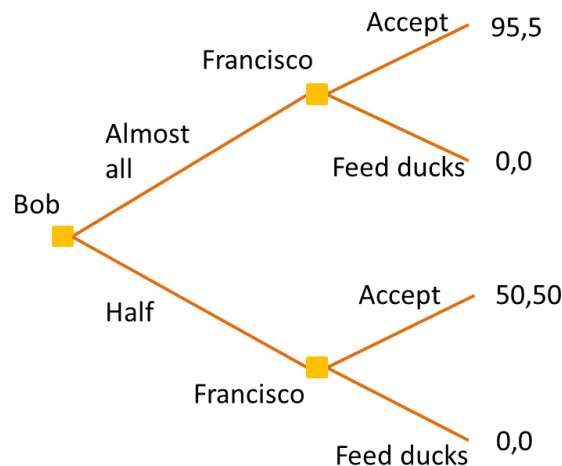 Accept
95,5
Francisco
Almost
all
Feed ducks
0,0
Bob
Accept
50,50
Half
Francisco
0,0
Feed ducks